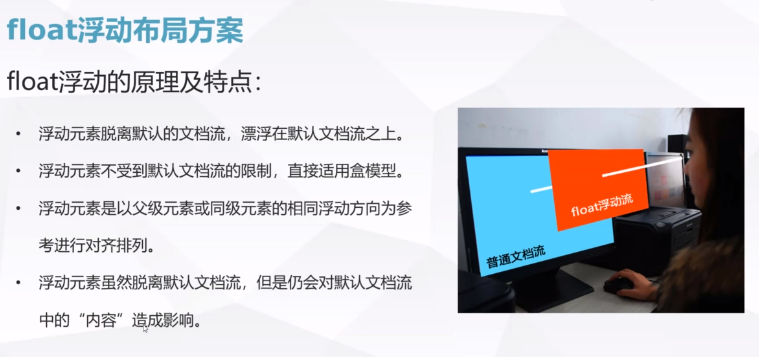 float浮动布局方案
float浮动的原理及特点：
• 浮动元素脱离默认的文档流，漂浮在默认文档流之上。
• 浮动元素不受到默认文档流的限制，直接适用盒模型。
• 浮动元素是以父级元素或同级元素的相同浮动方向为参
考进行对齐排列。
• 浮动元素虽然脱离默认文档流，但是仍会对默认文档流
中的“内容”造成影响。
float浮动流
普通文档流